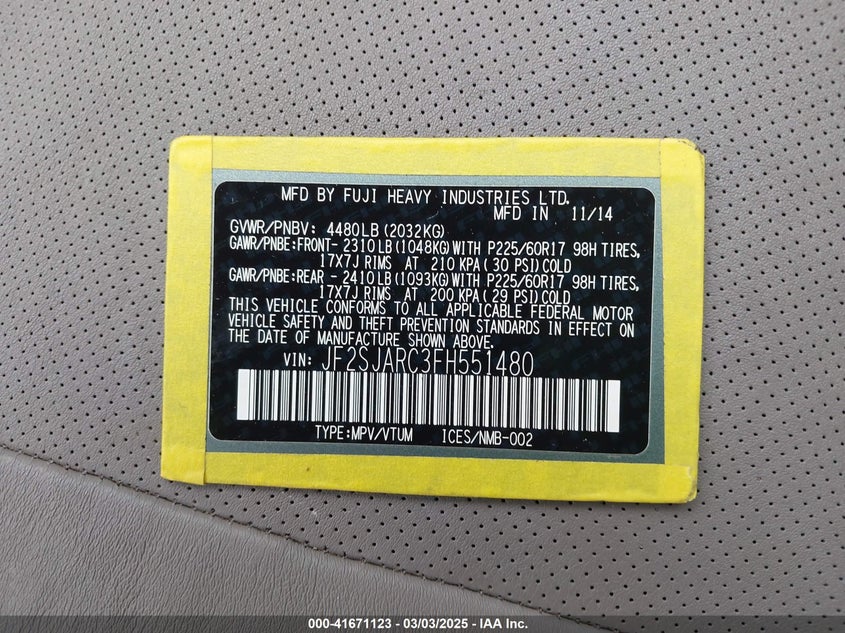 MFD BY FUJI HEAVY INDUSTRIES LTD.
MFD IN 11/14
GVWR/PNBV: 4480LB(2032KG)
GAWR/PNBE:FRONT- 2310LB(1048KG)WITH P225/60R17 98H TIRES,
17X7J RIMS AT 210 KPA(30 PSI)COLD
GAWR/PNBE:REAR - 2410LB(1093KG)WITH P225/60R17 98H TIRES,
17X7J RIMS AT 200 KPA(29 PSI)COLD
THIS VEHICLE CONFORMS TO ALL APPLICABLE FEDERAL MOTOR
VEHICLE SAFETY AND THEFT PREVENTION STANDARDS IN EFFECT ON
THE DATE OF MANUFACTURE SHOWN ABOVE.
VIN: JF2SJARC3FH551480
TYPE:MPV/VTUM ICES/NMB-002
000-41671123 - 03/03/2025 - IAA Inc.